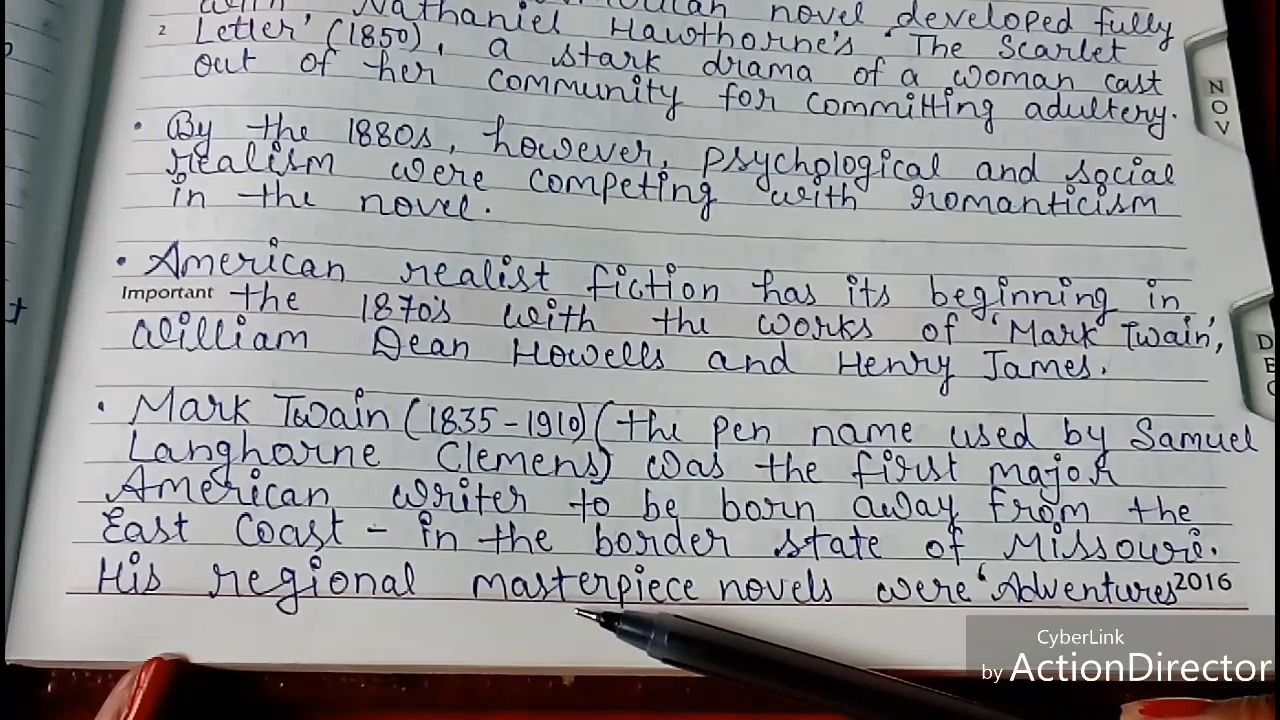 with Nathaniel Hawthorne's 'The Scarlet
novel developed fully
2 Letter' (1850), a stark drama of a woman cast
out of her community for committing adultery.
• By the 1880s, however, psychological and social
realism were competing with romanticism
in the novel.
• American realist fiction has its beginning in
Important the 1870's with the works of 'Mark Twain',
William Dean Howells and Henry James.
• Mark Twain (1835-1910) (the pen name used by Samuel
Langhorne Clemens) was the first major
American writer to be born away from the
East Coast - in the border state of Missouri.
His regional masterpiece novels were 'Adventures 2016
NOV
DEC
CyberLink
by ActionDirector